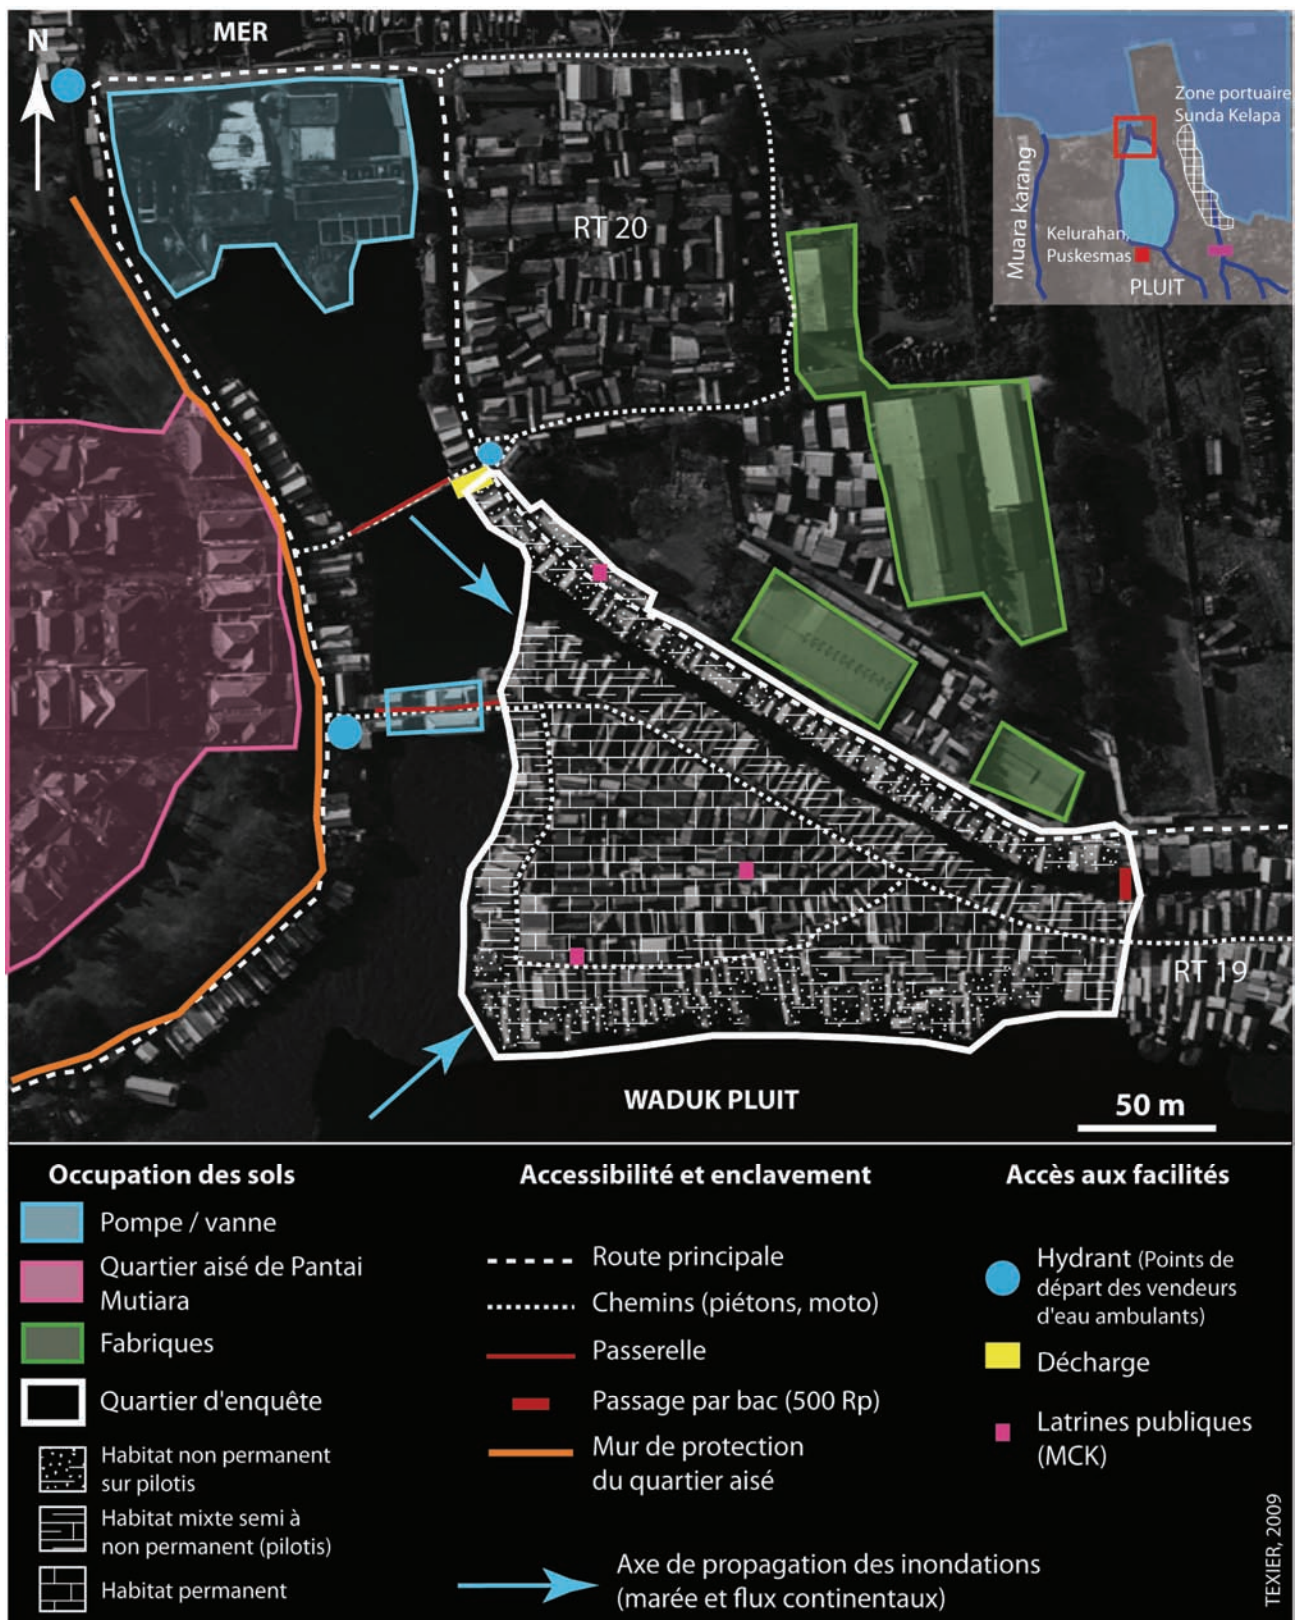 MER
N
Zone portuaire
Sunda Kelapa
Muara karang
Kelurahan,
Puskesmas
PLUIT
RT 20
RT 19
WADUK PLUIT
50 m
Occupation des sols
Pompe / vanne
Quartier aisé de Pantai
Mutiara
Fabriques
Quartier d'enquête
Habitat non permanent
sur pilotis
Habitat mixte semi à
non permanent (pilotis)
Habitat permanent
Accessibilité et enclavement
Route principale
Chemins (piétons, moto)
Passerelle
Passage par bac (500 Rp)
Mur de protection
du quartier aisé
Axe de propagation des inondations
(marée et flux continentaux)
Accès aux facilités
Hydrant (Points de
départ des vendeurs
d'eau ambulants)
Décharge
Latrines publiques
(MCK)
TEXIER, 2009